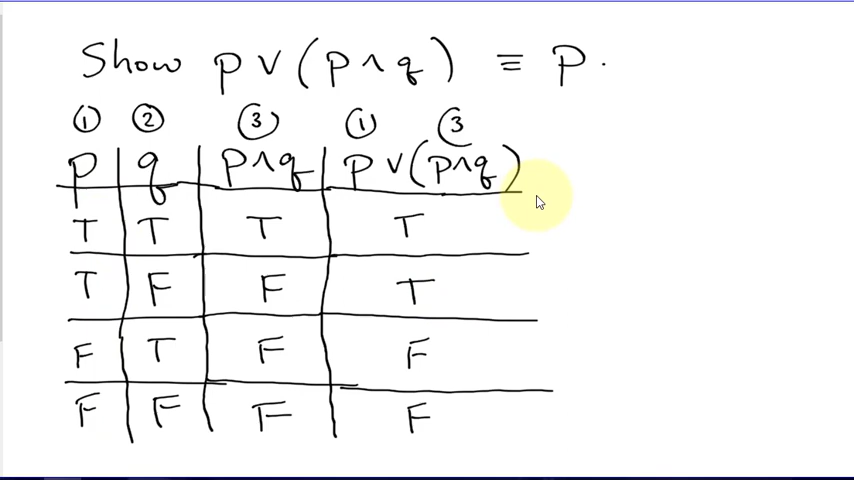 Show p ∨ (p ∧ q) ≡ p.
① ② ③ ① ③
p q p∧q p ∨ (p∧q)
T T T T
T F F T
F T F F
F F F F